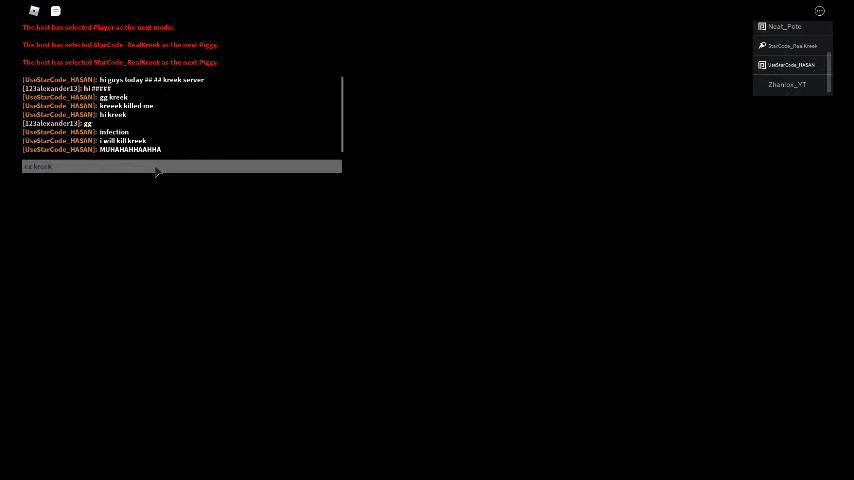 The host has selected Player as the next mode.
The host has selected StarCode_RealKreek as the next Piggy.
The host has selected StarCode_RealKreek as the next Piggy.
[UseStarCode_HASAN]: hi guys today ## ## kreek server
[123alexander13]: hi #####
[UseStarCode_HASAN]: gg kreek
[UseStarCode_HASAN]: kreeek killed me
[UseStarCode_HASAN]: hi kreek
[123alexander13]: gg
[UseStarCode_HASAN]: infection
[UseStarCode_HASAN]: i will kill kreek
[UseStarCode_HASAN]: MUHAHAHHAAHHA
ez kreek
Neat_Pete
StarCode_RealKreek
UseStarCode_HASAN
Zhanlox_YT